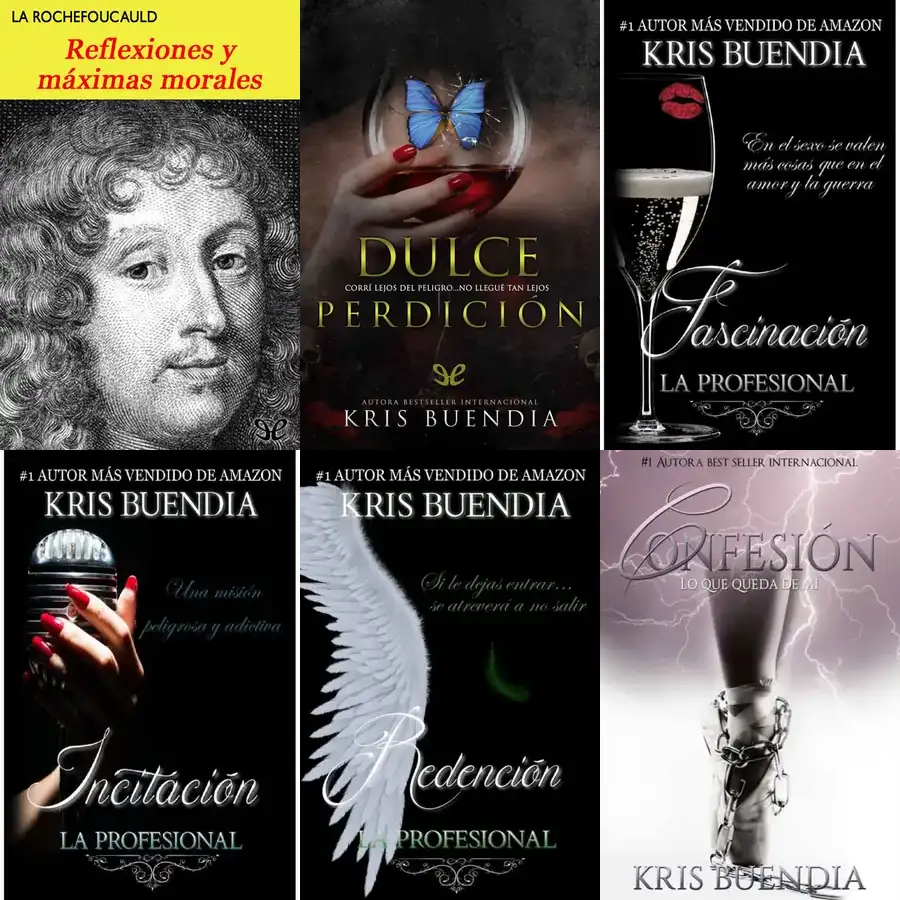 LA ROCHEFOUCAULD
Reflexiones y
máximas morales
DULCE
CORRÍ LEJOS DEL PELIGRO...NO LLEGUÉ TAN LEJOS
PERDICIÓN
AUTORA BESTSELLER INTERNACIONAL
KRIS BUENDIA
#1 AUTOR MÁS VENDIDO DE AMAZON
KRIS BUENDIA
En el sexo se valen
más cosas que en el
amor y la guerra
Fascinación
LA PROFESIONAL
#1 AUTOR MÁS VENDIDO DE AMAZON
KRIS BUENDIA
Una misión
peligrosa y adictiva
Incitación
LA PROFESIONAL
#1 AUTOR MÁS VENDIDO DE AMAZON
KRIS BUENDIA
Si le dejas entrar...
se atreverá a no salir
Redención
LA PROFESIONAL
#1 AUTORA BEST SELLER INTERNACIONAL
CONFESIÓN
LO QUE QUEDA DE MÍ
KRIS BUENDIA